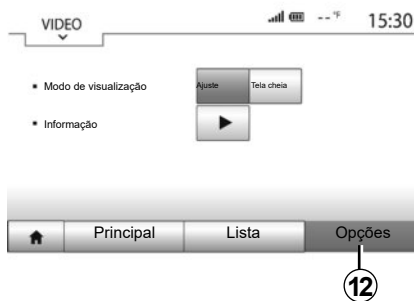 VIDEO
--°F
15:30
▪ Modo de visualização
Ajuste
Tela cheia
▪ Informação
Principal
Lista
Opções
12